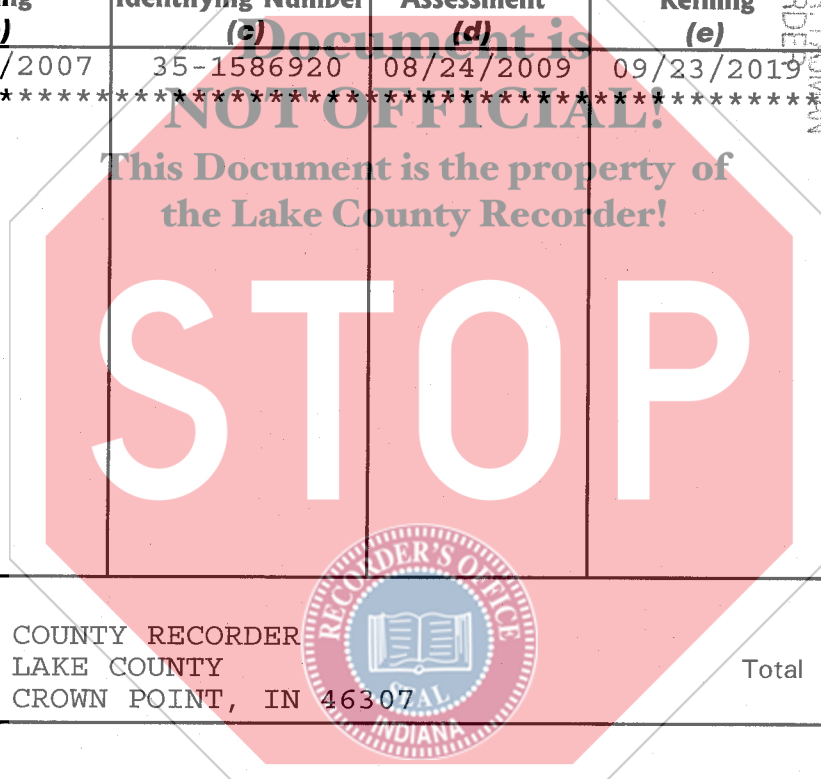 Identifying Number Assessment Refiling
(c) (d) (e)
/2007 35-1586920 08/24/2009 09/23/2019
Document is
NOT OFFICIAL!
This Document is the property of
the Lake County Recorder!
STOP
COUNTY RECORDER
LAKE COUNTY
CROWN POINT, IN 46307
Total
RECORDER'S OFFICE
SEAL
INDIANA